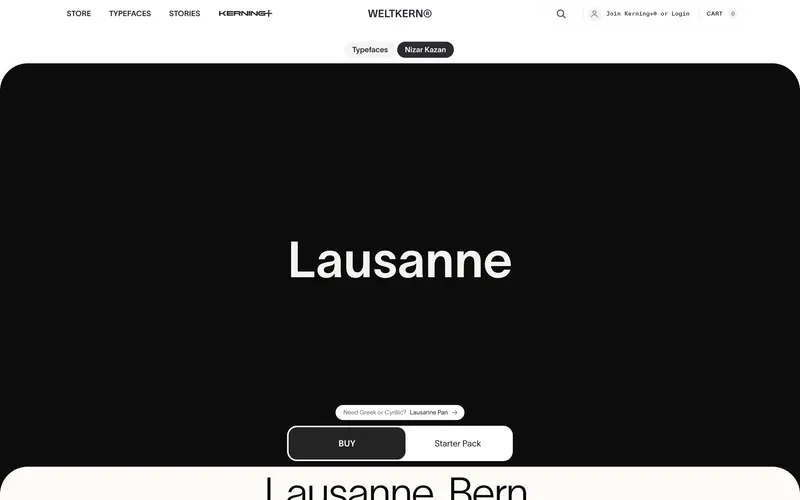 STORE TYPEFACES STORIES KERNING+ WELTKERN® Join Kerning+® or Login CART 0
Typefaces Nizar Kazan
Lausanne
Need Greek or Cyrillic? Lausanne Pan →
BUY Starter Pack
Lausanne Bern